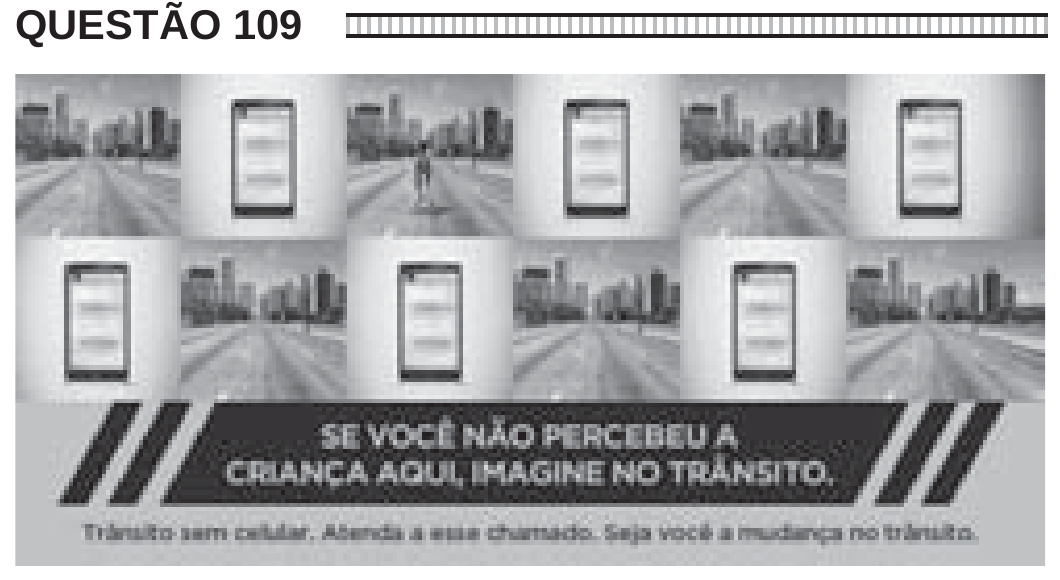 QUESTÃO 109
SE VOCÊ NÃO PERCEBEU A
CRIANÇA AQUI, IMAGINE NO TRÂNSITO.
Trânsito sem celular. Atenda a esse chamado. Seja você a mudança no trânsito.